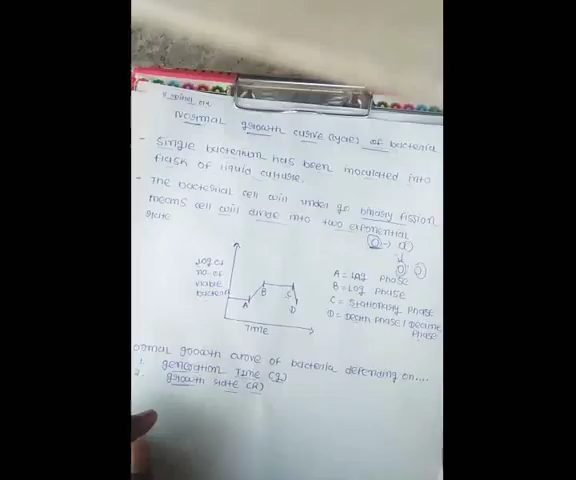 Normal growth curve (cycle) of bacteria
- Single bacterium has been inoculated into
flask of liquid culture.
- The bacterial cell will under go binary fission
means cell will divide into two exponential
state
Log of
no. of
viable
bacteria
A
B
C
D
Time
A = Lag phase
B = Log phase
C = Stationary phase
D = Death phase / Decline
phase
ormal growth curve of bacteria depending on....
1. generation time (g)
2. growth rate (R)